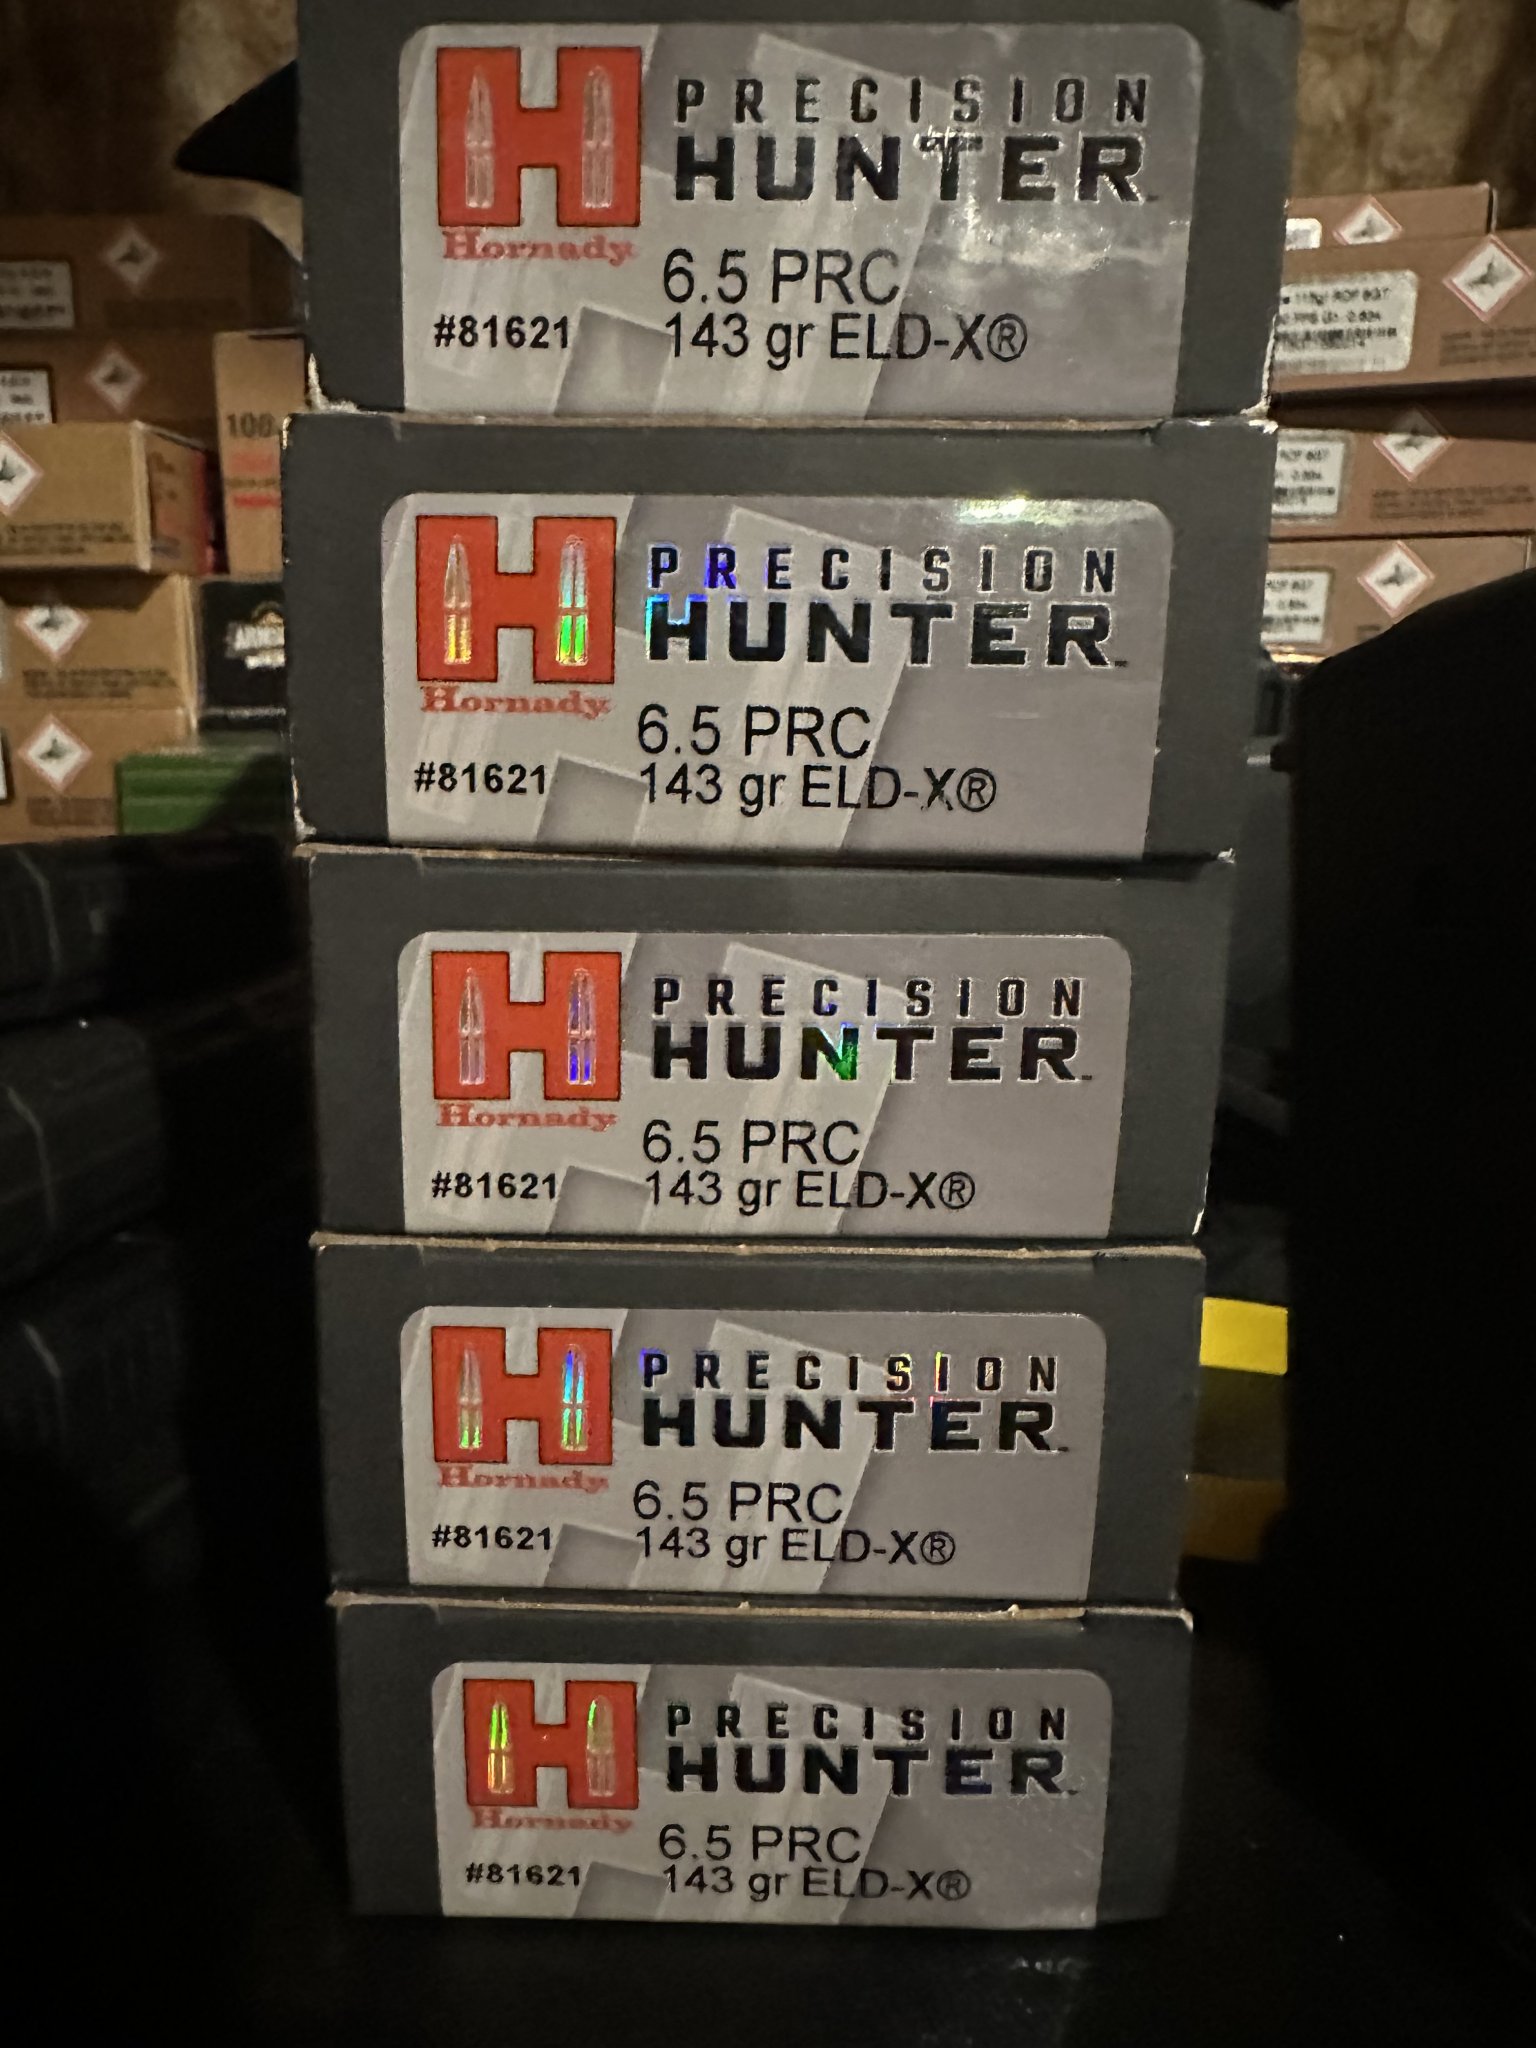 PRECISION
HUNTER
Hornady
6.5 PRC
#81621
143 gr ELD-X®
PRECISION
HUNTER
Hornady
6.5 PRC
#81621
143 gr ELD-X®
PRECISION
HUNTER
Hornady
6.5 PRC
#81621
143 gr ELD-X®
PRECISION
HUNTER
Hornady
6.5 PRC
#81621
143 gr ELD-X®
PRECISION
HUNTER
Hornady
6.5 PRC
#81621
143 gr ELD-X®
100